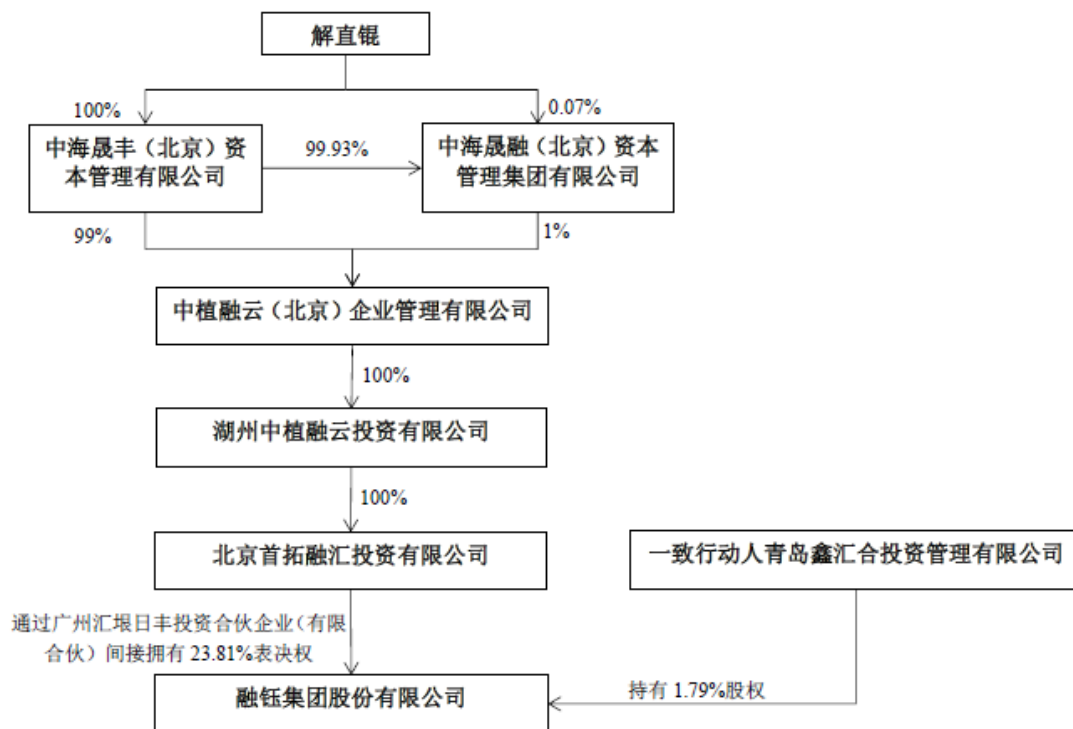 解直锟
100%
0.07%
中海晟丰（北京）资
本管理有限公司
99.93%
中海晟融（北京）资本
管理集团有限公司
99%
1%
中植融云（北京）企业管理有限公司
100%
湖州中植融云投资有限公司
100%
北京首拓融汇投资有限公司
一致行动人青岛鑫汇合投资管理有限公司
通过广州汇垠日丰投资合伙企业（有限
合伙）间接拥有 23.81%表决权
持有 1.79%股权
融钰集团股份有限公司